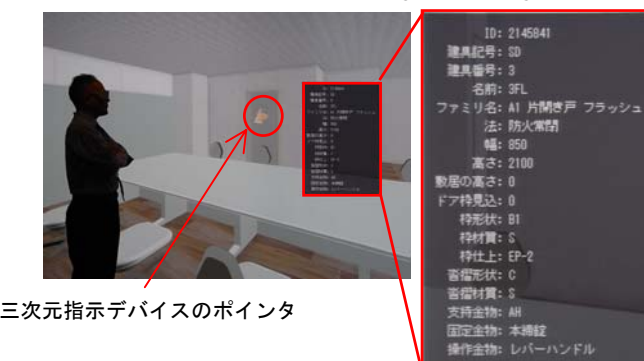 ID: 2145841
建具記号: SD
建具番号: 3
名前: 3FL
ファミリ名: A1 片開き戸 フラッシュ
法: 防火常閉
幅: 850
高さ: 2100
敷居の高さ: 0
ドア枠見込: 0
枠形状: B1
枠材質: S
枠仕上: EP-2
沓摺形状: C
沓摺材質: S
支持金物: AH
固定金物: 本締錠
操作金物: レバーハンドル
三次元指示デバイスのポインタ